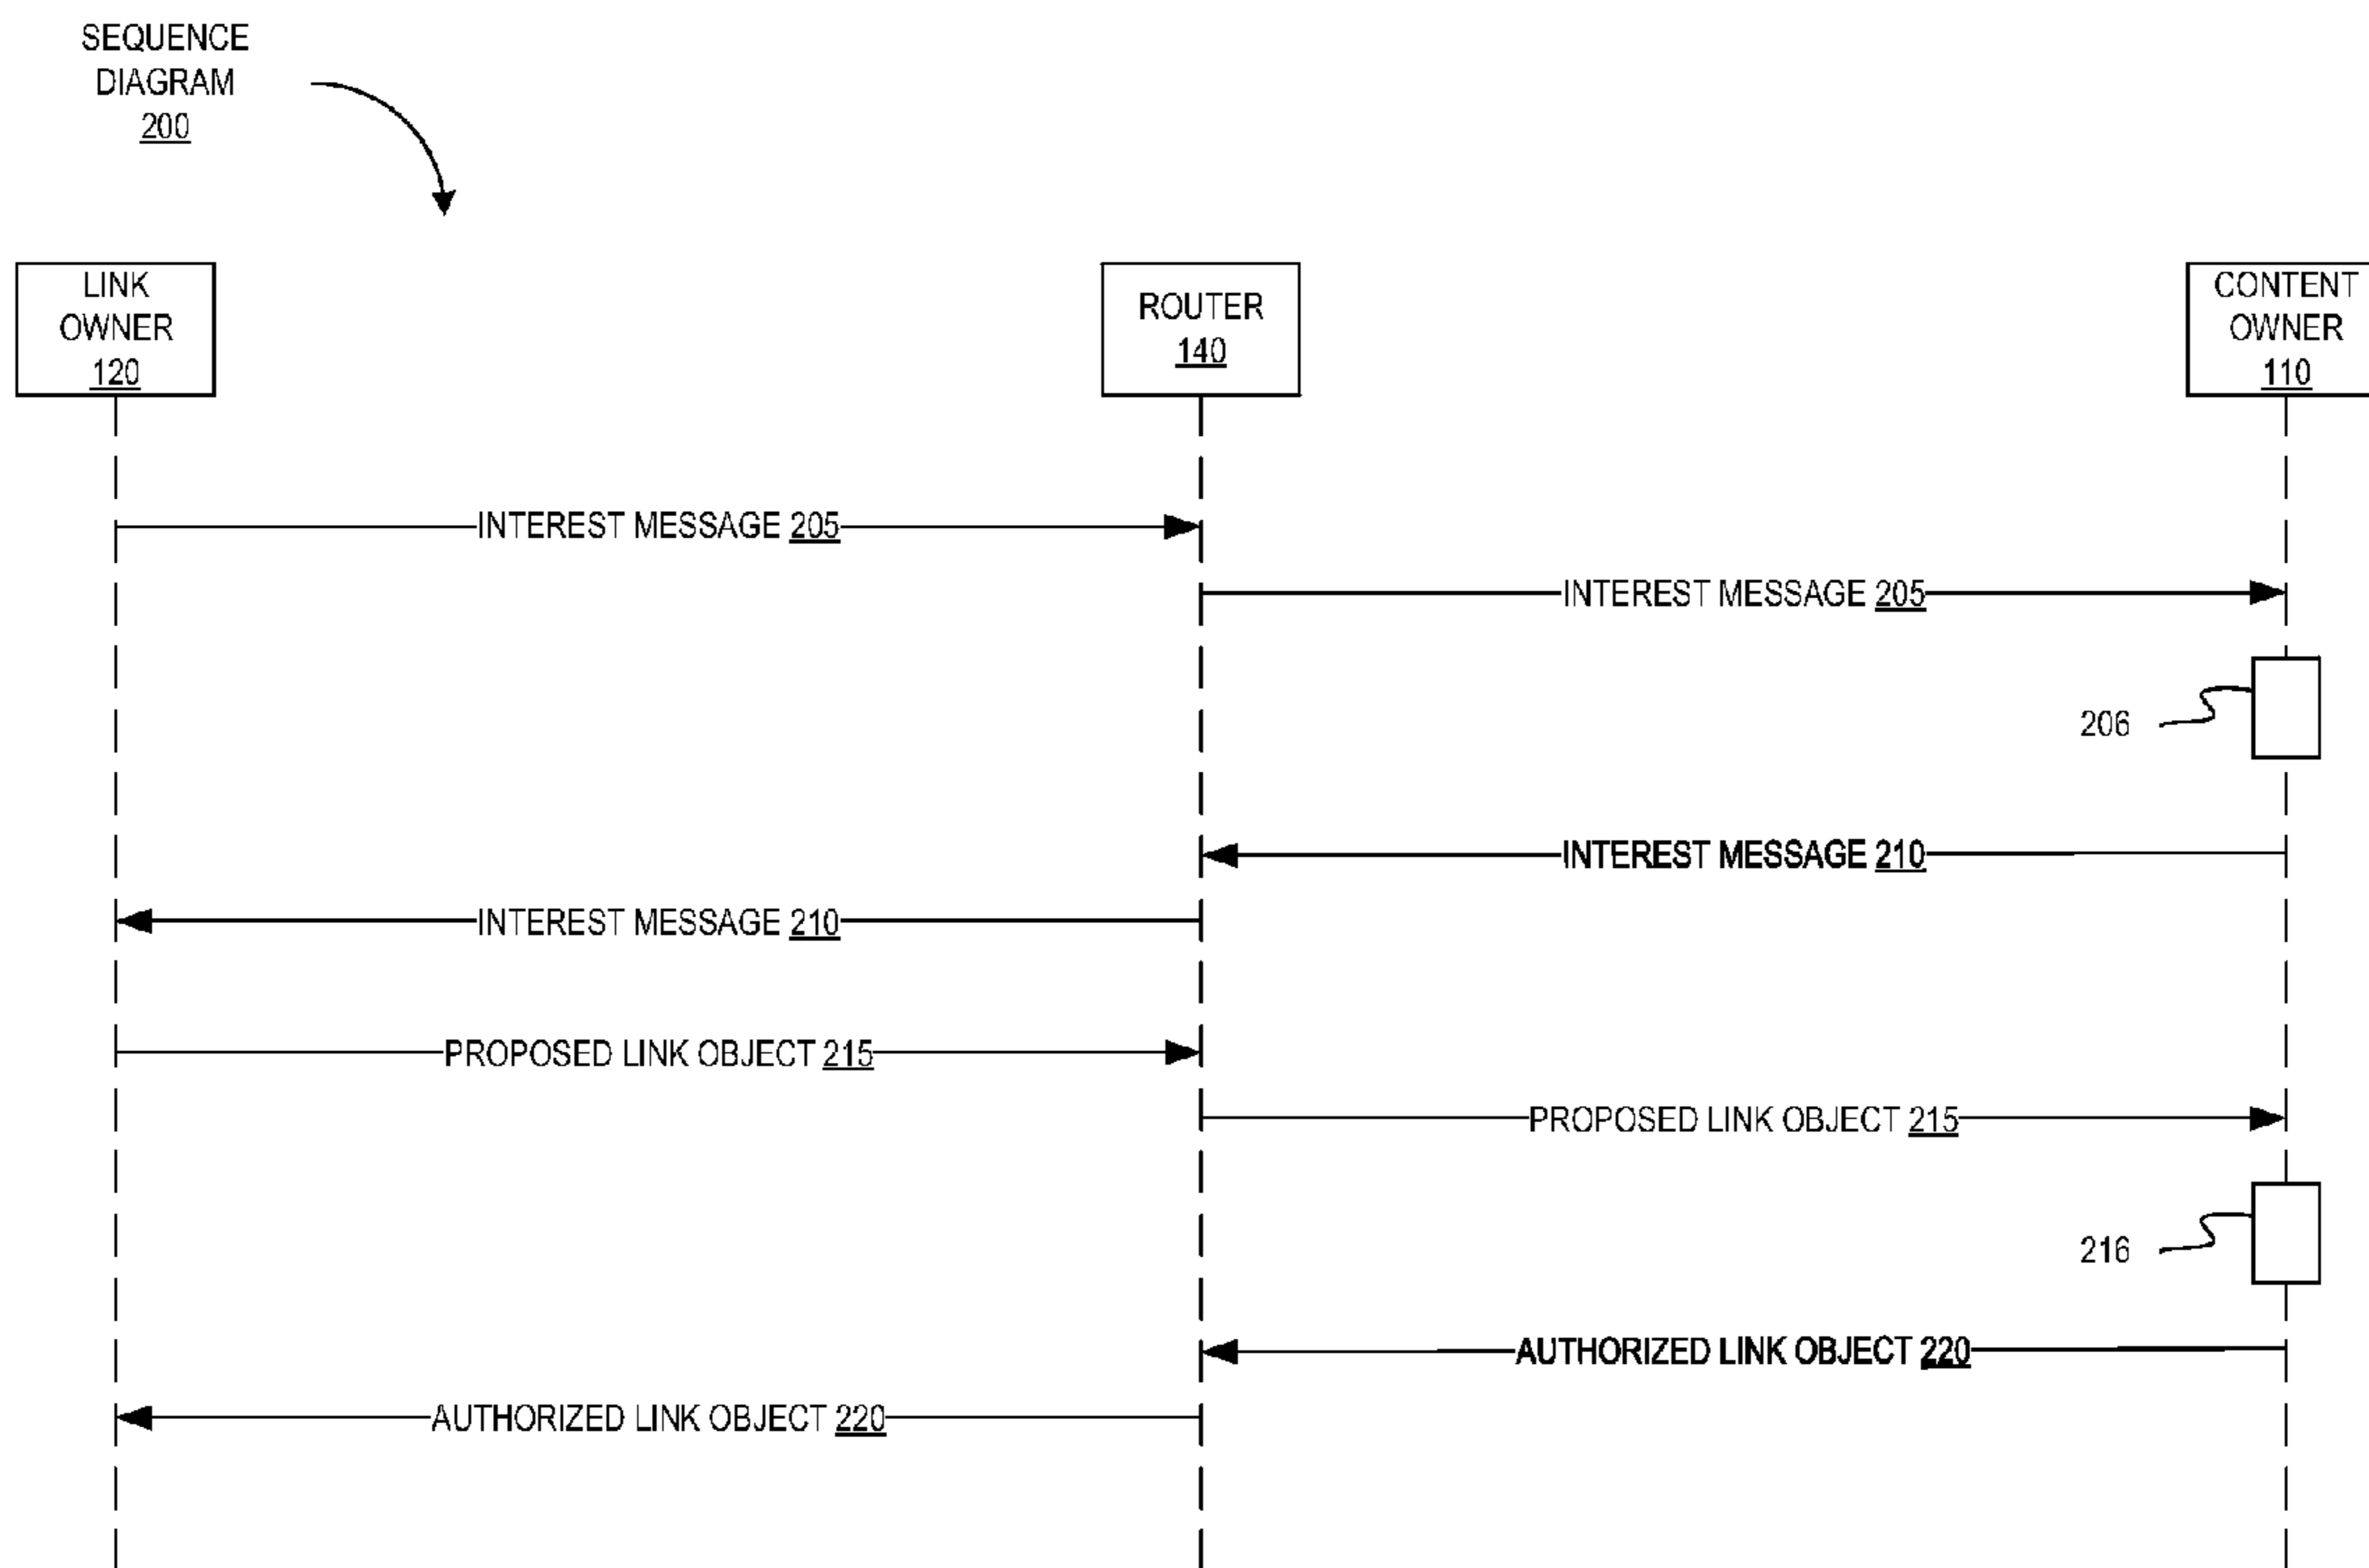 SEQUENCE
DIAGRAM
200
LINK
OWNER
120
ROUTER
140
CONTENT
OWNER
110
INTEREST MESSAGE 205
INTEREST MESSAGE 205
206
INTEREST MESSAGE 210
INTEREST MESSAGE 210
PROPOSED LINK OBJECT 215
PROPOSED LINK OBJECT 215
216
AUTHORIZED LINK OBJECT 220
AUTHORIZED LINK OBJECT 220